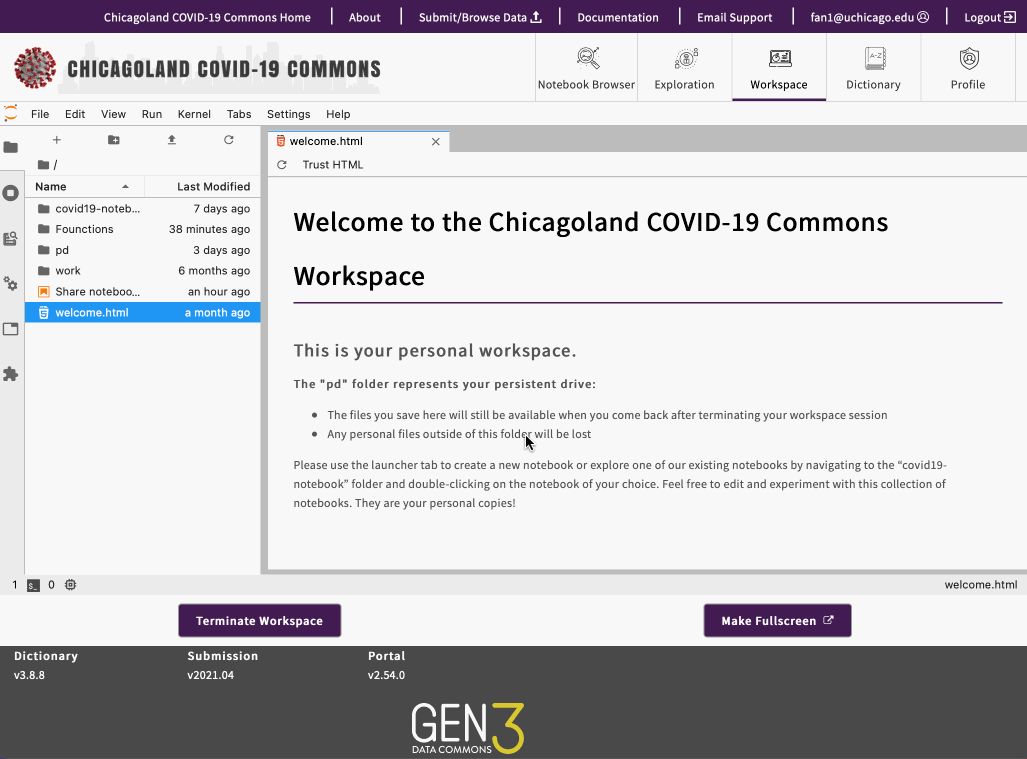 Chicagoland COVID-19 Commons Home About Submit/Browse Data Documentation Email Support fan1@uchicago.edu Logout
CHICAGOLAND COVID-19 COMMONS
Notebook Browser Exploration Workspace Dictionary Profile
A-Z
File Edit View Run Kernel Tabs Settings Help
welcome.html
/
Trust HTML
Name Last Modified
covid19-noteb... 7 days ago
Founctions 38 minutes ago
pd 3 days ago
work 6 months ago
Share noteboo... an hour ago
welcome.html a month ago
Welcome to the Chicagoland COVID-19 Commons
Workspace
This is your personal workspace.
The "pd" folder represents your persistent drive:
The files you save here will still be available when you come back after terminating your workspace session
Any personal files outside of this folder will be lost
Please use the launcher tab to create a new notebook or explore one of our existing notebooks by navigating to the “covid19-
notebook” folder and double-clicking on the notebook of your choice. Feel free to edit and experiment with this collection of
notebooks. They are your personal copies!
1 0 welcome.html
Terminate Workspace Make Fullscreen
Dictionary Submission Portal
v3.8.8 v2021.04 v2.54.0
GEN3
DATA COMMONS